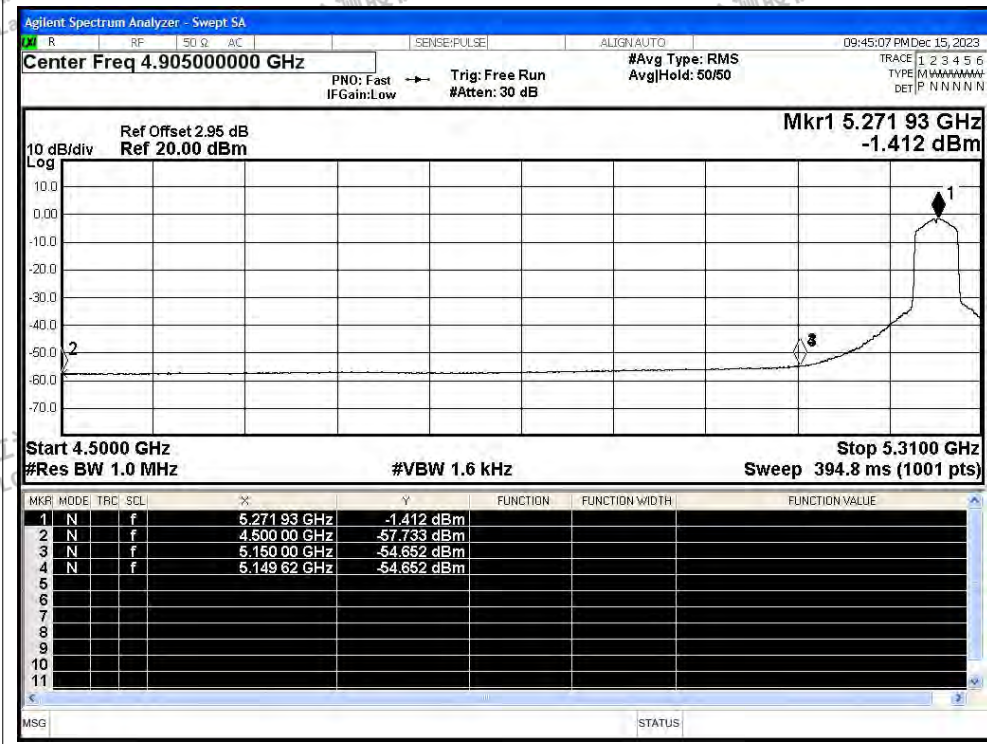 Agilent Spectrum Analyzer - Swept SA
R RF 50 Ω AC SENSE:PULSE ALIGN AUTO 09:45:07 PM Dec 15, 2023
Center Freq 4.905000000 GHz
#Avg Type: RMS
Avg|Hold: 50/50
TRACE 1 2 3 4 5 6
TYPE M
DET P N N N N N
PNO: Fast
IFGain:Low
Trig: Free Run
#Atten: 30 dB
Ref Offset 2.95 dB
10 dB/div Ref 20.00 dBm
Log
Mkr1 5.271 93 GHz
-1.412 dBm
10.0
0.00
-10.0
-20.0
-30.0
-40.0
-50.0
-60.0
-70.0
1
2
Start 4.5000 GHz Stop 5.3100 GHz
#Res BW 1.0 MHz #VBW 1.6 kHz Sweep 394.8 ms (1001 pts)
MKR MODE TRC SCL X Y FUNCTION FUNCTION WIDTH FUNCTION VALUE
1 N f 5.271 93 GHz -1.412 dBm
2 N f 4.500 00 GHz -57.733 dBm
3 N f 5.150 00 GHz -54.652 dBm
4 N f 5.149 62 GHz -54.652 dBm
5
6
7
8
9
10
11
MSG STATUS